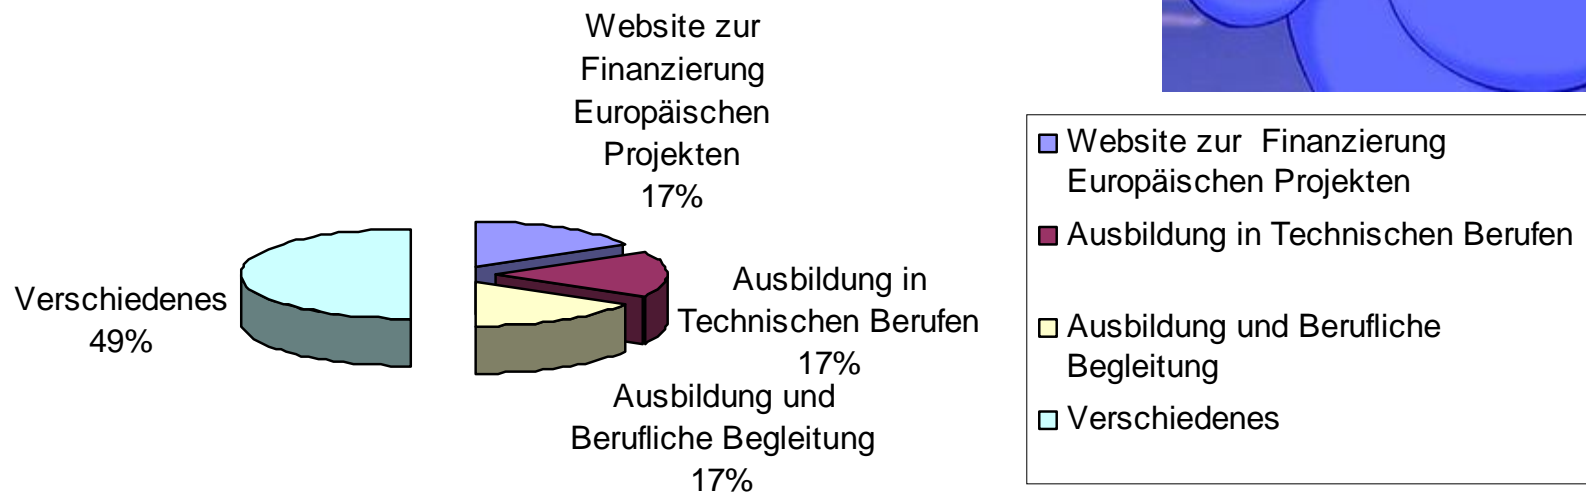 Website zur
Finanzierung
Europäischen
Projekten
17%
Ausbildung in
Technischen Berufen
17%
Ausbildung und
Berufliche Begleitung
17%
Verschiedenes
49%
Website zur Finanzierung
Europäischen Projekten
Ausbildung in Technischen Berufen
Ausbildung und Berufliche
Begleitung
Verschiedenes